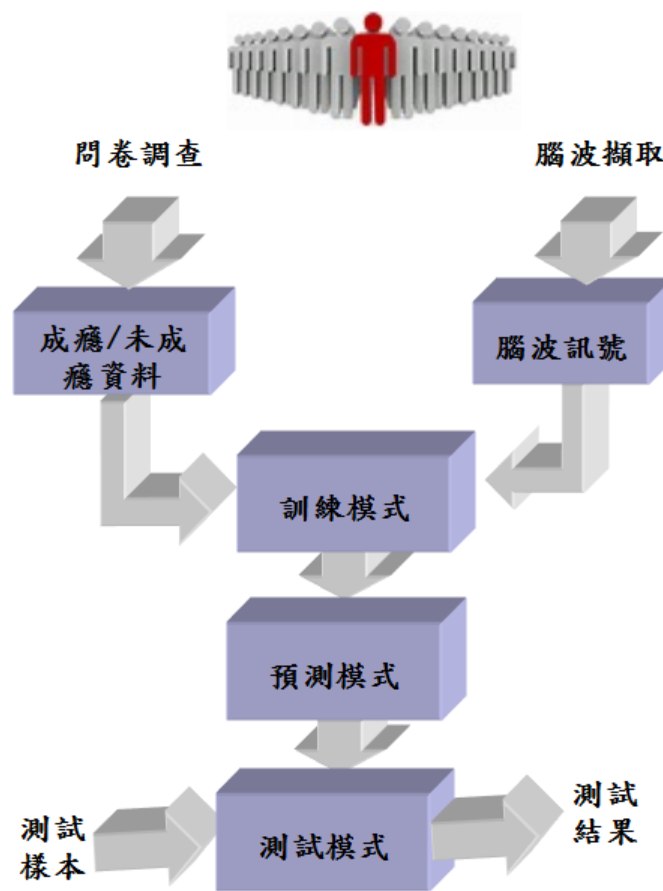 問卷調查
腦波擷取
成癮/未成
癮資料
腦波訊號
訓練模式
預測模式
測試
樣本
測試模式
測試
結果